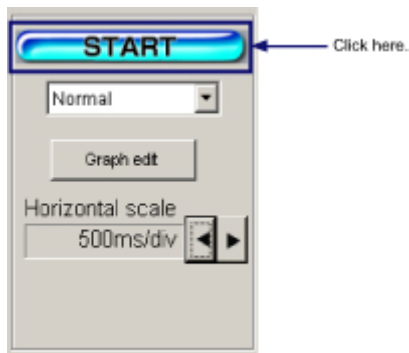 START
Click here.
Normal
Graph edit
Horizontal scale
500ms/div